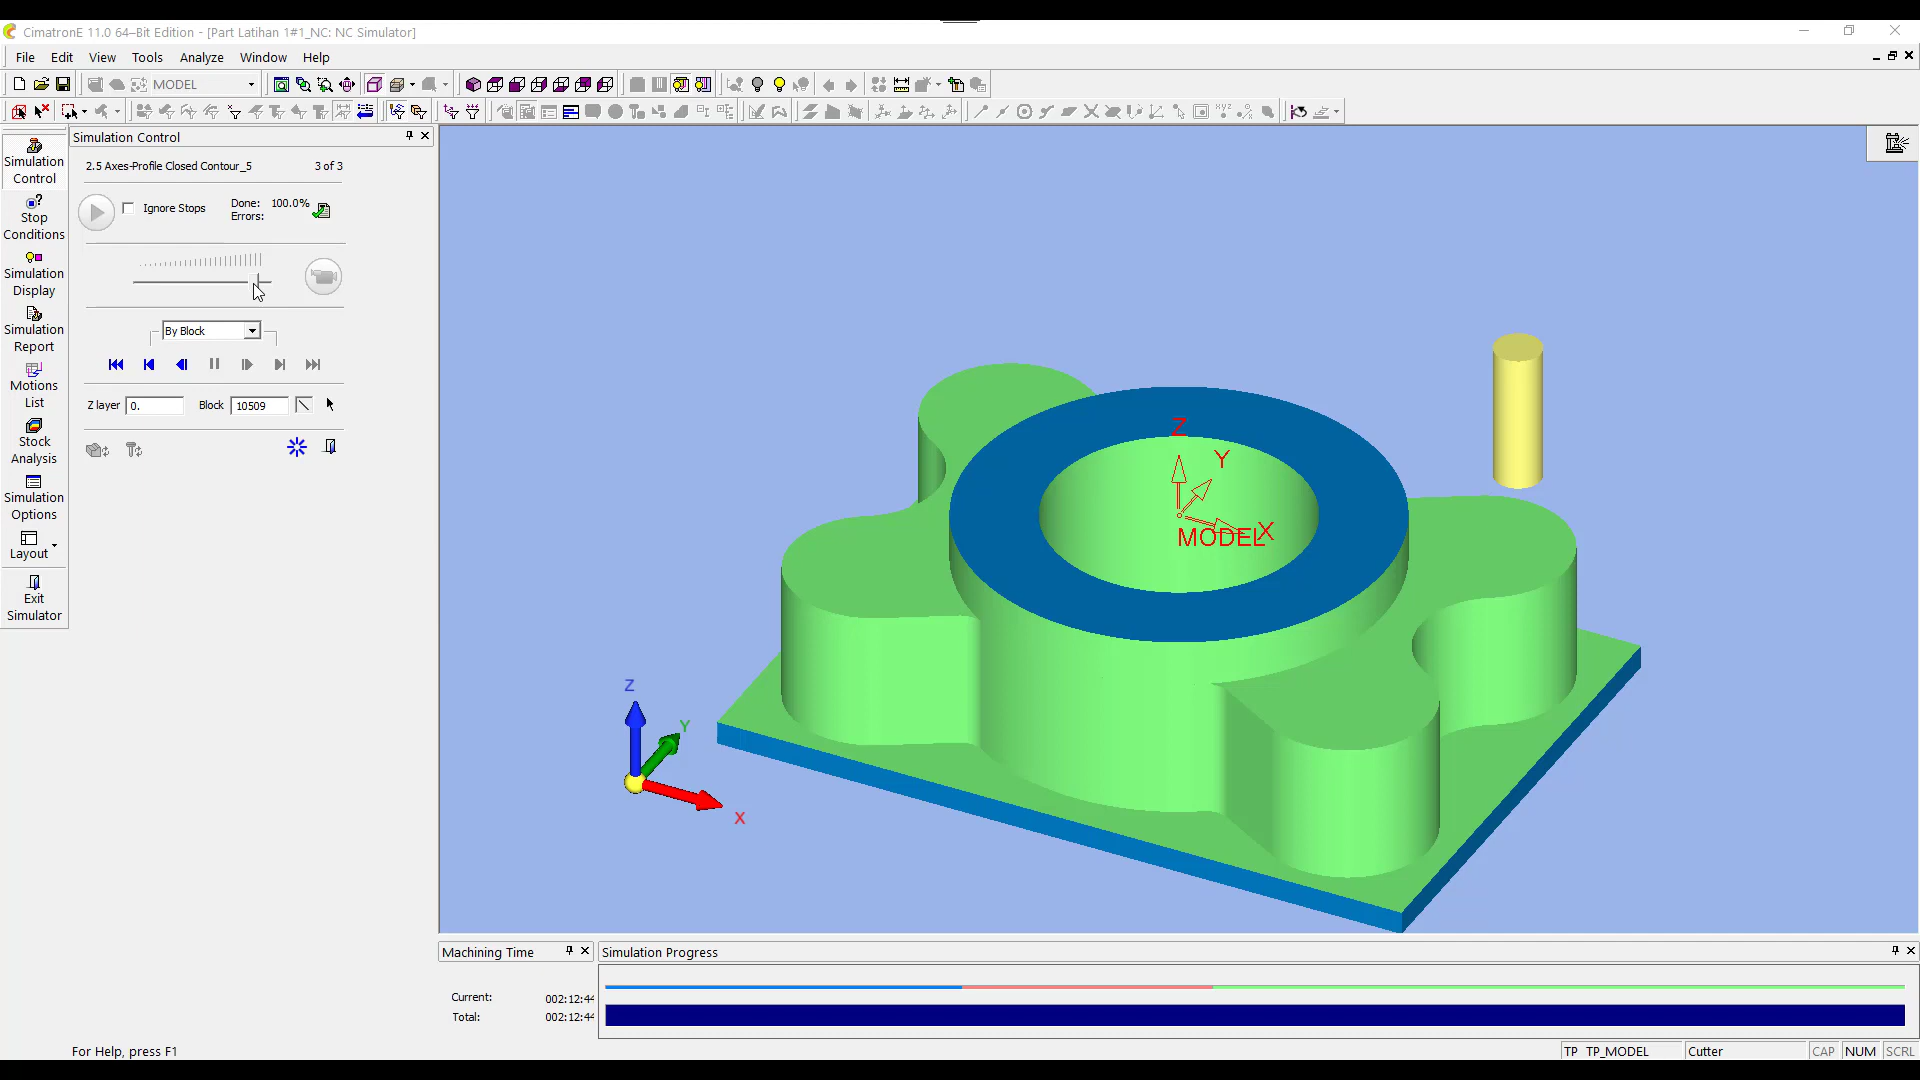 CimatronE 11.0 64-Bit Edition - [Part Latihan 1#1_NC: NC Simulator]
File Edit View Tools Analyze Window Help
MODEL
Simulation Control
2.5 Axes-Profile Closed Contour_5 3 of 3
Ignore Stops
Done: 100.0%
Errors:
By Block
Z layer 0. Block 10509
Simulation
Control
Stop
Conditions
Simulation
Display
Simulation
Report
Motions
List
Stock
Analysis
Simulation
Options
Layout
Exit
Simulator
Z
Y
X
MODEL
Z
Y
X
Machining Time
Current: 002:12:44
Total: 002:12:44
Simulation Progress
For Help, press F1
TP TP_MODEL Cutter CAP NUM SCRL